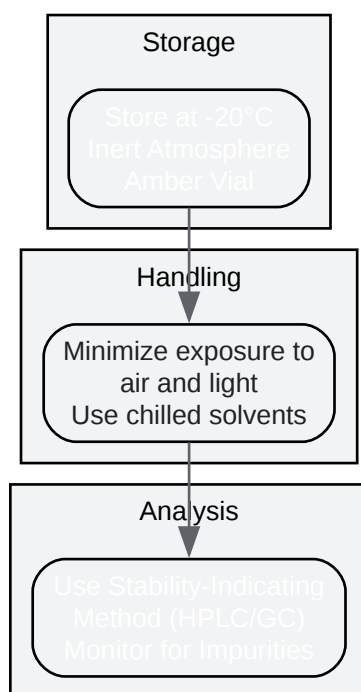 Storage
Store at -20°C
Inert Atmosphere
Amber Vial
Handling
Minimize exposure to
air and light
Use chilled solvents
Analysis
Use Stability-Indicating
Method (HPLC/GC)
Monitor for Impurities